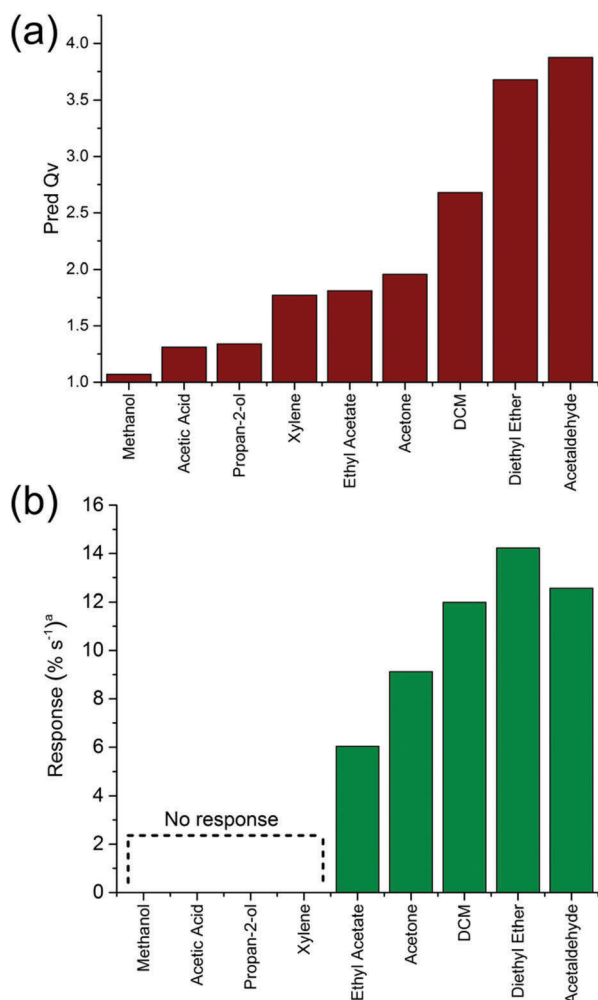 (a)
Pred Qv
4.0
3.5
3.0
2.5
2.0
1.5
1.0
Methanol
Acetic Acid
Propan-2-ol
Xylene
Ethyl Acetate
Acetone
DCM
Diethyl Ether
Acetaldehyde
(b)
Response (% s⁻¹)ᵃ
16
14
12
10
8
6
4
2
0
No response
Methanol
Acetic Acid
Propan-2-ol
Xylene
Ethyl Acetate
Acetone
DCM
Diethyl Ether
Acetaldehyde